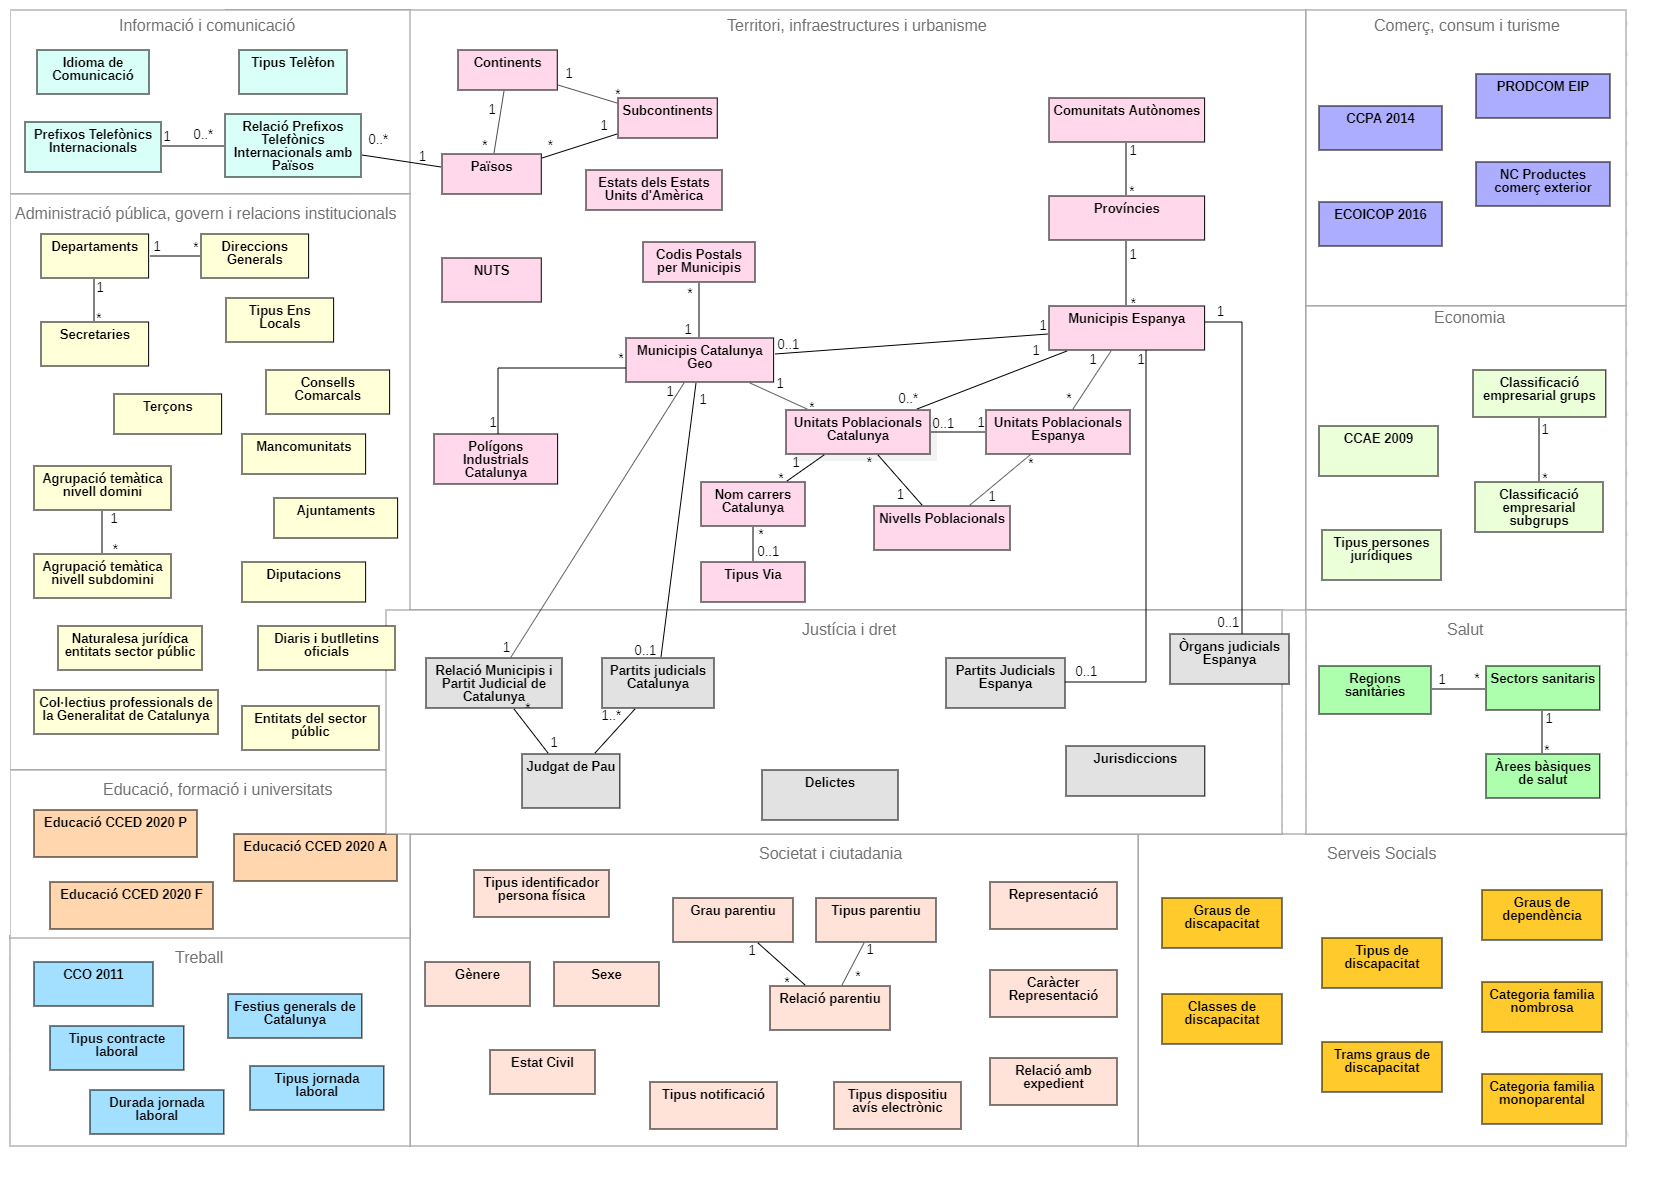 Informació i comunicació
Idioma de
Comunicació
Tipus Telèfon
Prefixos Telefònics
Internacionals
1
0..*
Relació Prefixos
Telefònics
Internacionals amb
Països
0..*
1
Territori, infraestructures i urbanisme
Continents
1
*
1
*
Subcontinents
1
*
Països
Estats dels Estats
Units d'Amèrica
Comunitats Autònomes
1
*
Províncies
1
*
NUTS
Codis Postals
per Municipis
*
1
Municipis Espanya
1
1
0..1
Municipis Catalunya
Geo
*
1
1
1
1
*
1
0..*
1
*
1
Unitats Poblacionals
Catalunya
0..1
1
Unitats Poblacionals
Espanya
Polígons
Industrials
Catalunya
1
*
*
1
*
1
Nom carrers
Catalunya
Nivells Poblacionals
*
0..1
Tipus Via
Comerç, consum i turisme
PRODCOM EIP
CCPA 2014
NC Productes
comerç exterior
ECOICOP 2016
Administració pública, govern i relacions institucionals
Departaments
1
*
Direccions
Generals
1
*
Secretaries
Tipus Ens
Locals
Consells
Comarcals
Terçons
Mancomunitats
Agrupació temàtica
nivell domini
1
*
Ajuntaments
Agrupació temàtica
nivell subdomini
Diputacions
Naturalesa jurídica
entitats sector públic
Diaris i butlletins
oficials
Col·lectius professionals de
la Generalitat de Catalunya
Entitats del sector
públic
Economia
Classificació
empresarial grups
CCAE 2009
1
*
Classificació
empresarial
subgrups
Tipus persones
jurídiques
Justícia i dret
1
0..1
0..1
0..1
Relació Municipis i
Partit Judicial de
Catalunya
Partits judicials
Catalunya
Partits Judicials
Espanya
Òrgans judicials
Espanya
*
1
1..*
Judgat de Pau
Delictes
Jurisdiccions
Salut
Regions
sanitàries
1
*
Sectors sanitaris
1
*
Àrees bàsiques
de salut
Educació, formació i universitats
Educació CCED 2020 P
Educació CCED 2020 A
Educació CCED 2020 F
Treball
CCO 2011
Festius generals de
Catalunya
Tipus contracte
laboral
Tipus jornada
laboral
Durada jornada
laboral
Societat i ciutadania
Tipus identificador
persona física
Grau parentiu
Tipus parentiu
Representació
1
*
1
*
Gènere
Sexe
Relació parentiu
Caràcter
Representació
Estat Civil
Tipus notificació
Tipus dispositiu
avís electrònic
Relació amb
expedient
Serveis Socials
Graus de
discapacitat
Graus de
dependència
Tipus de
discapacitat
Classes de
discapacitat
Categoria familia
nombrosa
Trams graus de
discapacitat
Categoria familia
monoparental